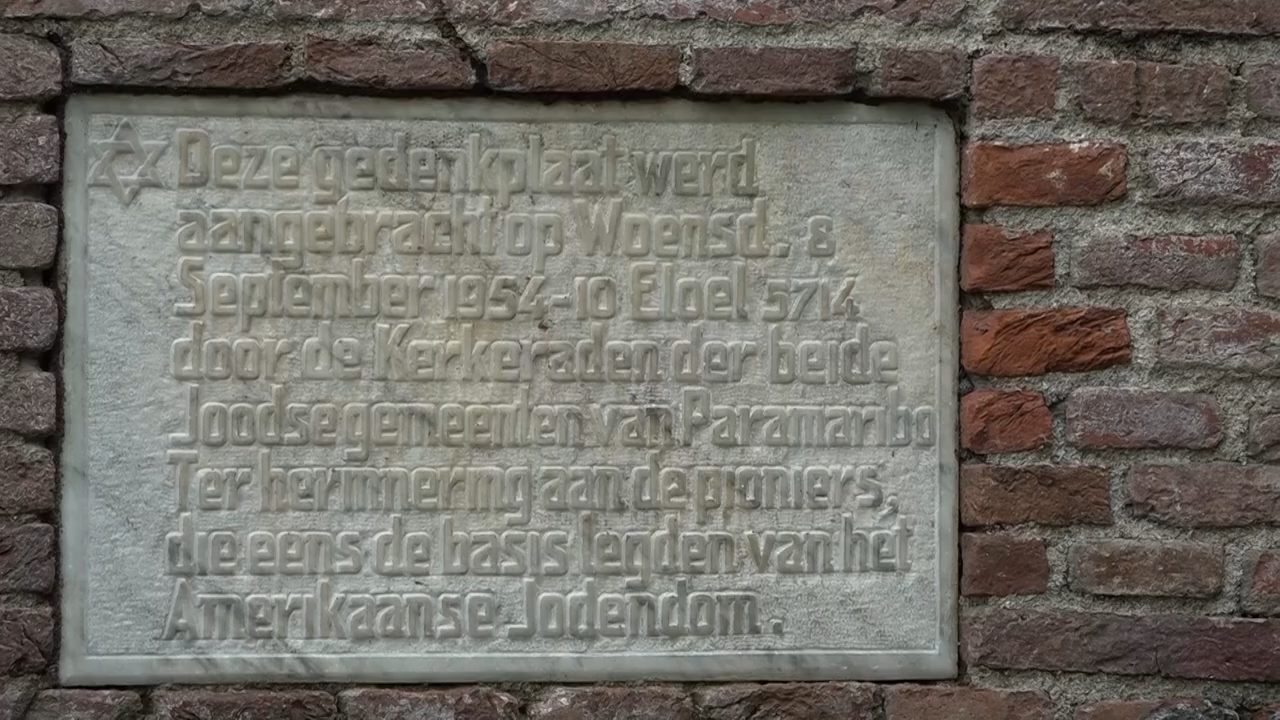 Deze gedenkplaat werd
aangebracht op Woensd. 8
September 1954-10 Eloel 5714
door de Kerkeraden der beide
Joodse gemeenten van Paramaribo
Ter herinnering aan de pioniers,
die eens de basis legden van het
Amerikaanse Jodendom.